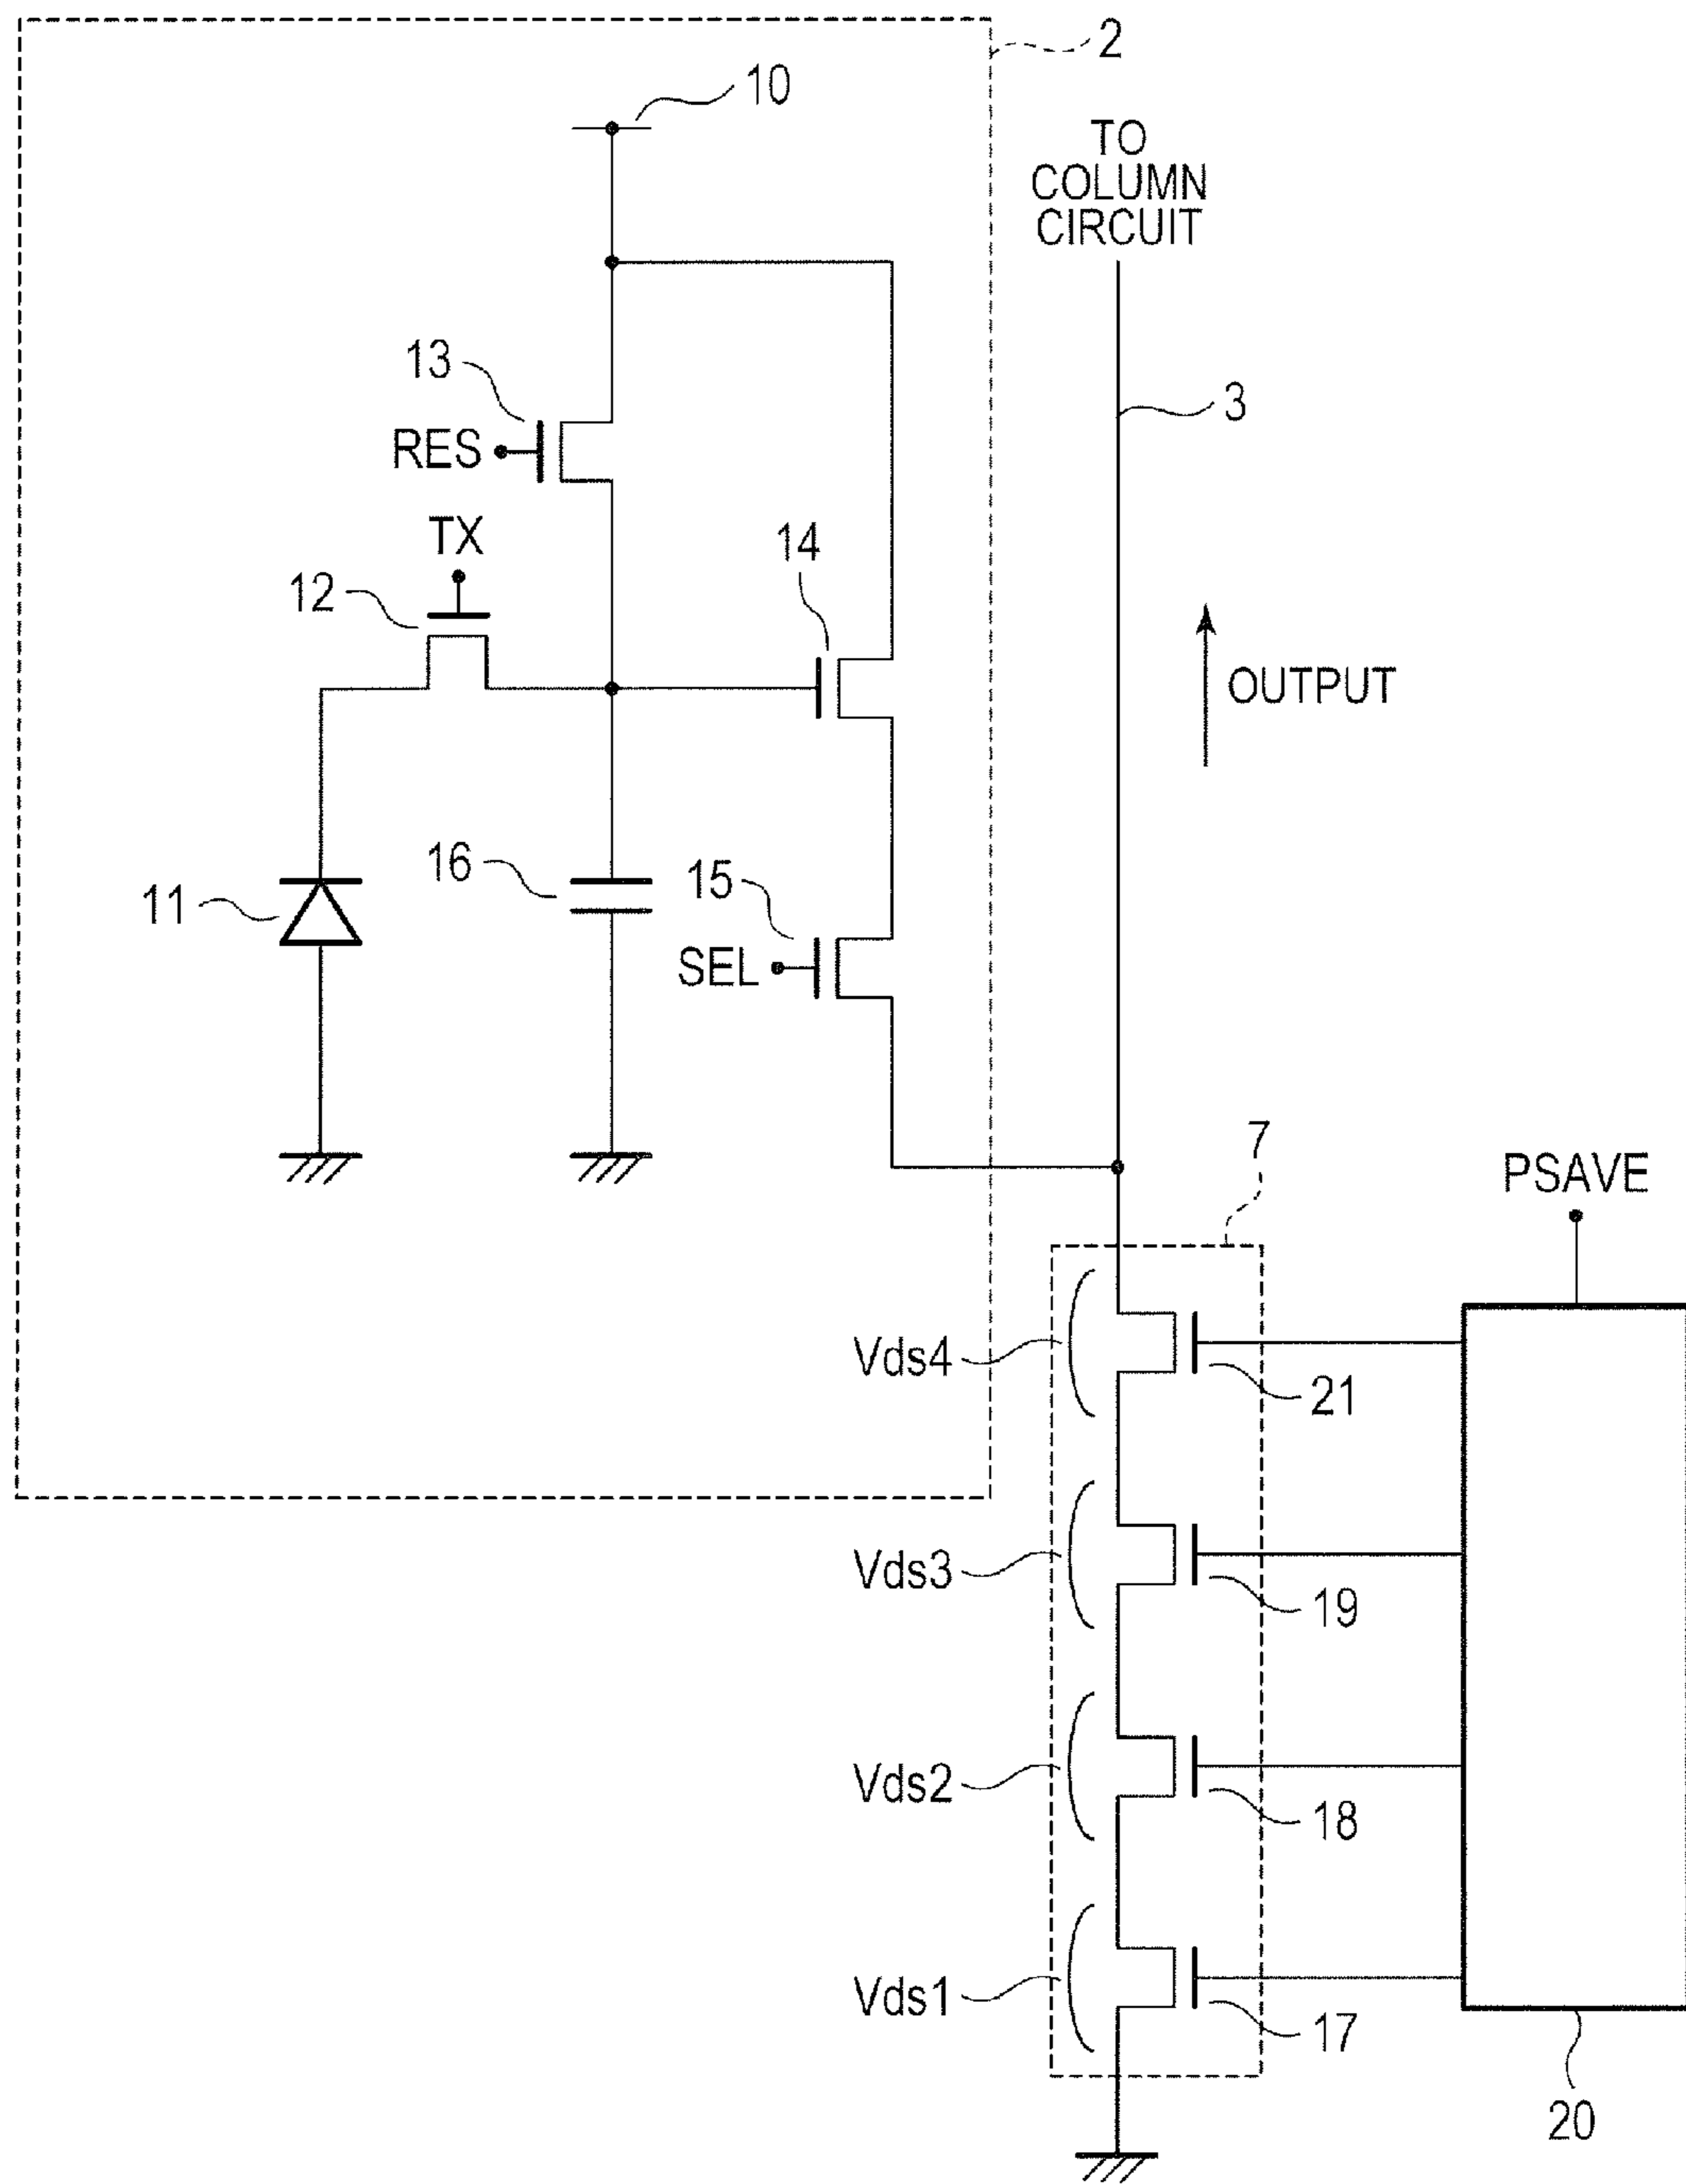 2
10
TO
COLUMN
CIRCUIT
13
3
RES
TX
14
12
OUTPUT
16
15
11
SEL
7
PSAVE
Vds4
21
Vds3
19
Vds2
18
Vds1
17
20